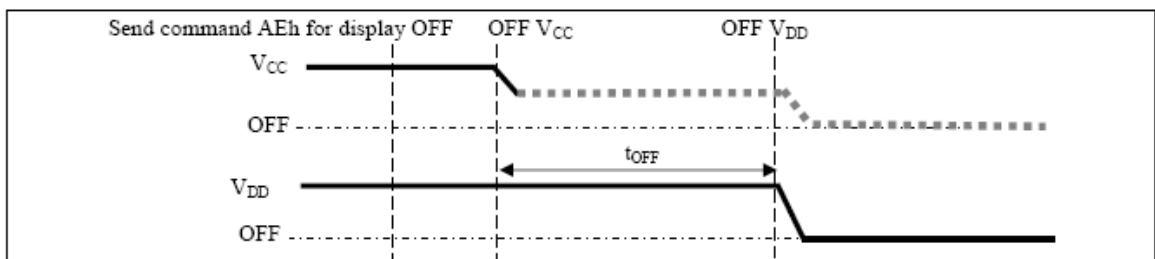 Send command AEh for display OFF OFF VCC OFF VDD
VCC
OFF
tOFF
VDD
OFF